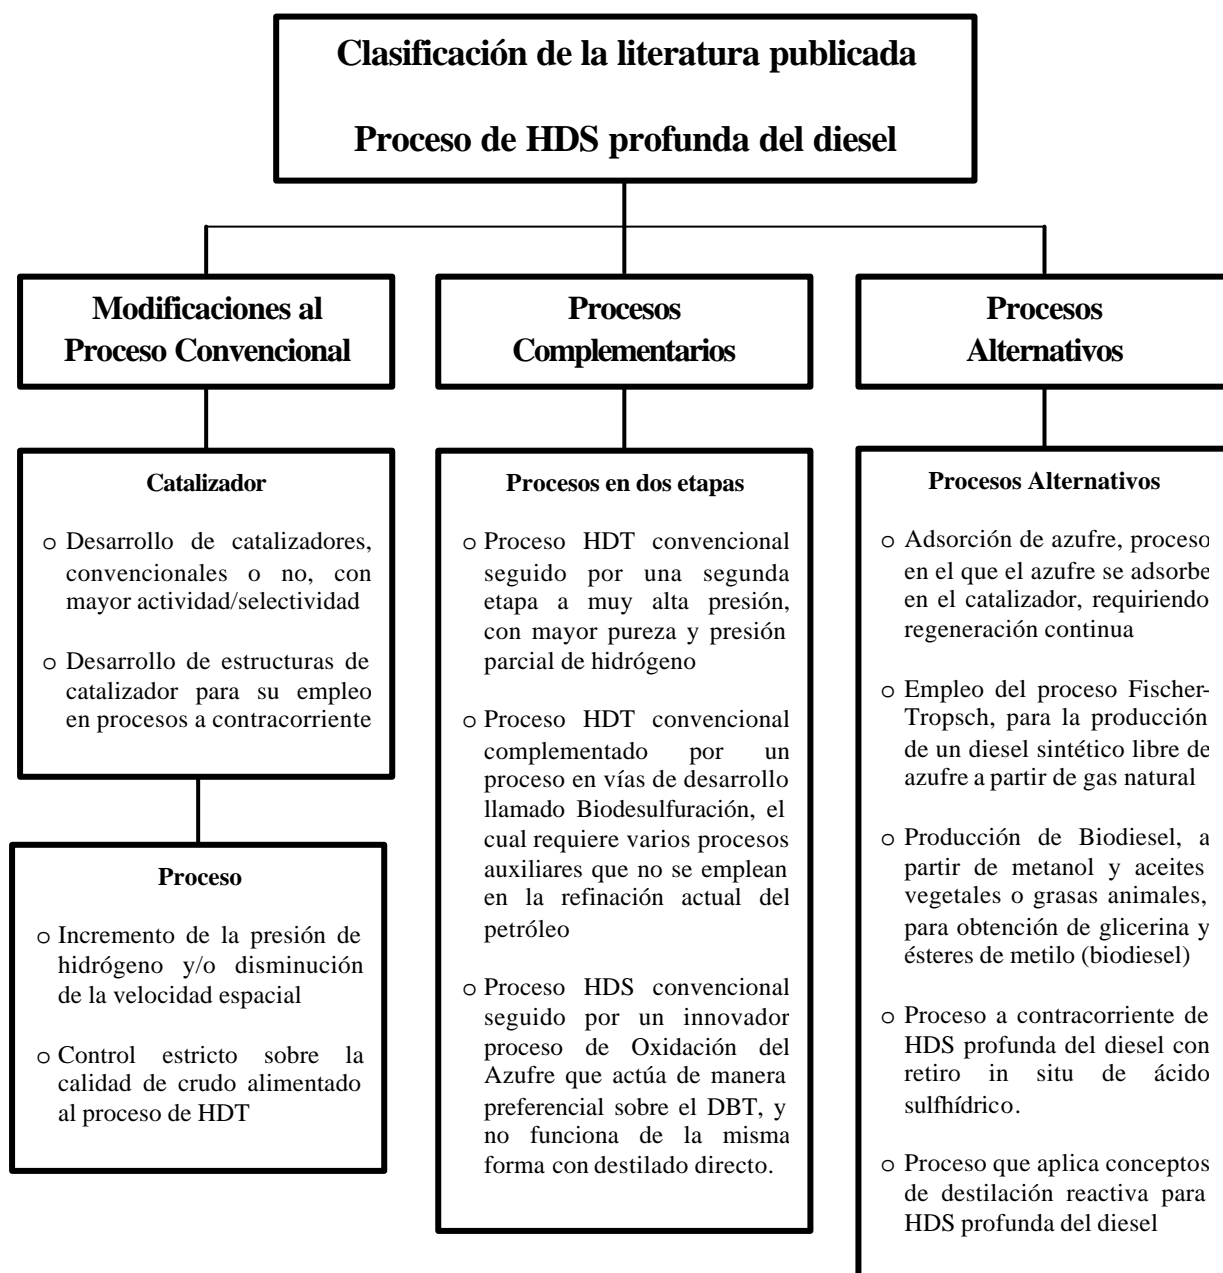 Clasificación de la literatura publicada
Proceso de HDS profunda del diesel
Modificaciones al
Proceso Convencional
Procesos
Complementarios
Procesos
Alternativos
Catalizador
o Desarrollo de catalizadores,
convencionales o no, con
mayor actividad/selectividad
o Desarrollo de estructuras de
catalizador para su empleo
en procesos a contracorriente
Proceso
o Incremento de la presión de
hidrógeno y/o disminución
de la velocidad espacial
o Control estricto sobre la
calidad de crudo alimentado
al proceso de HDT
Procesos en dos etapas
o Proceso HDT convencional
seguido por una segunda
etapa a muy alta presión,
con mayor pureza y presión
parcial de hidrógeno
o Proceso HDT convencional
complementado por un
proceso en vías de desarrollo
llamado Biodesulfuración, el
cual requiere varios procesos
auxiliares que no se emplean
en la refinación actual del
petróleo
o Proceso HDS convencional
seguido por un innovador
proceso de Oxidación del
Azufre que actúa de manera
preferencial sobre el DBT, y
no funciona de la misma
forma con destilado directo.
Procesos Alternativos
o Adsorción de azufre, proceso
en el que el azufre se adsorbe
en el catalizador, requiriendo
regeneración continua
o Empleo del proceso Fischer-
Tropsch, para la producción
de un diesel sintético libre de
azufre a partir de gas natural
o Producción de Biodiesel, a
partir de metanol y aceites
vegetales o grasas animales,
para obtención de glicerina y
ésteres de metilo (biodiesel)
o Proceso a contracorriente de
HDS profunda del diesel con
retiro in situ de ácido
sulfhídrico.
o Proceso que aplica conceptos
de destilación reactiva para
HDS profunda del diesel